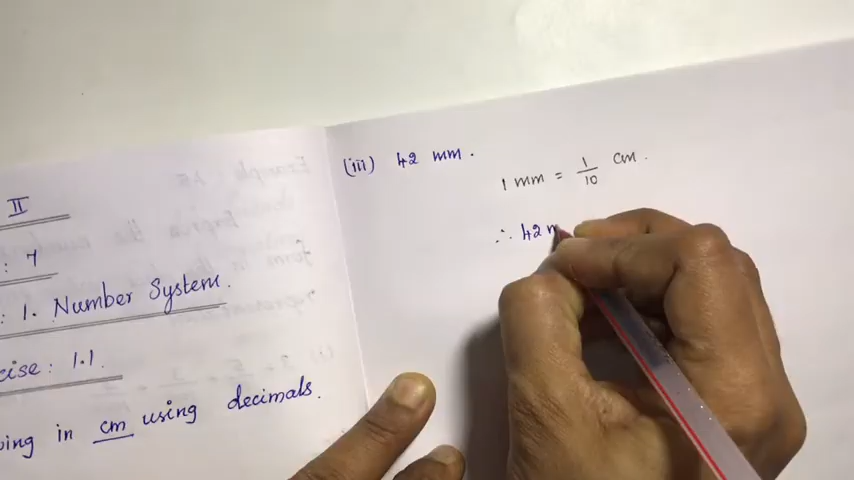 II
: 7
: 1. Number System.
cise: 1.1.
wing in cm using decimals.
(iii) 42 mm.
1 mm = 1/10 cm.
∴ 42 m